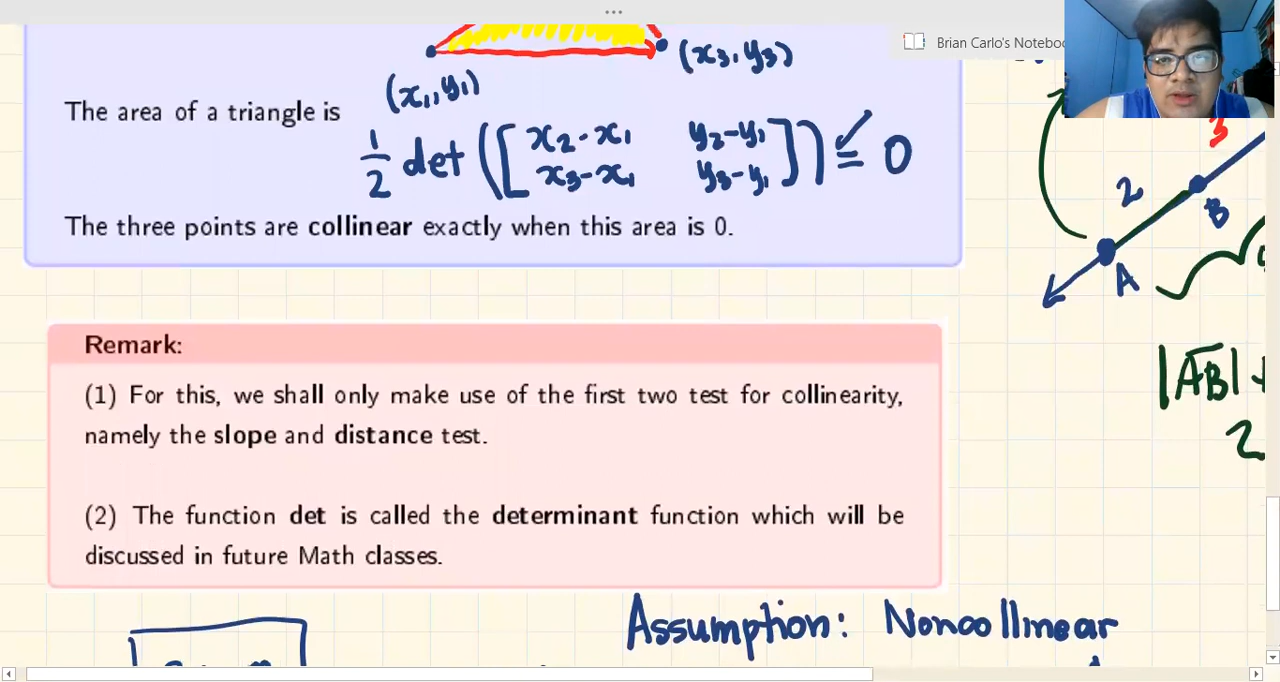 Brian Carlo's Notebook
(x₃, y₃)
(x₁, y₁)
The area of a triangle is
1/2 det ([x₂-x₁ y₂-y₁
x₃-x₁ y₃-y₁]) = 0
The three points are collinear exactly when this area is 0.
3
2
B
A
Remark:
(1) For this, we shall only make use of the first two test for collinearity,
namely the slope and distance test.
|AB| +
2
(2) The function det is called the determinant function which will be
discussed in future Math classes.
Assumption: Noncollinear